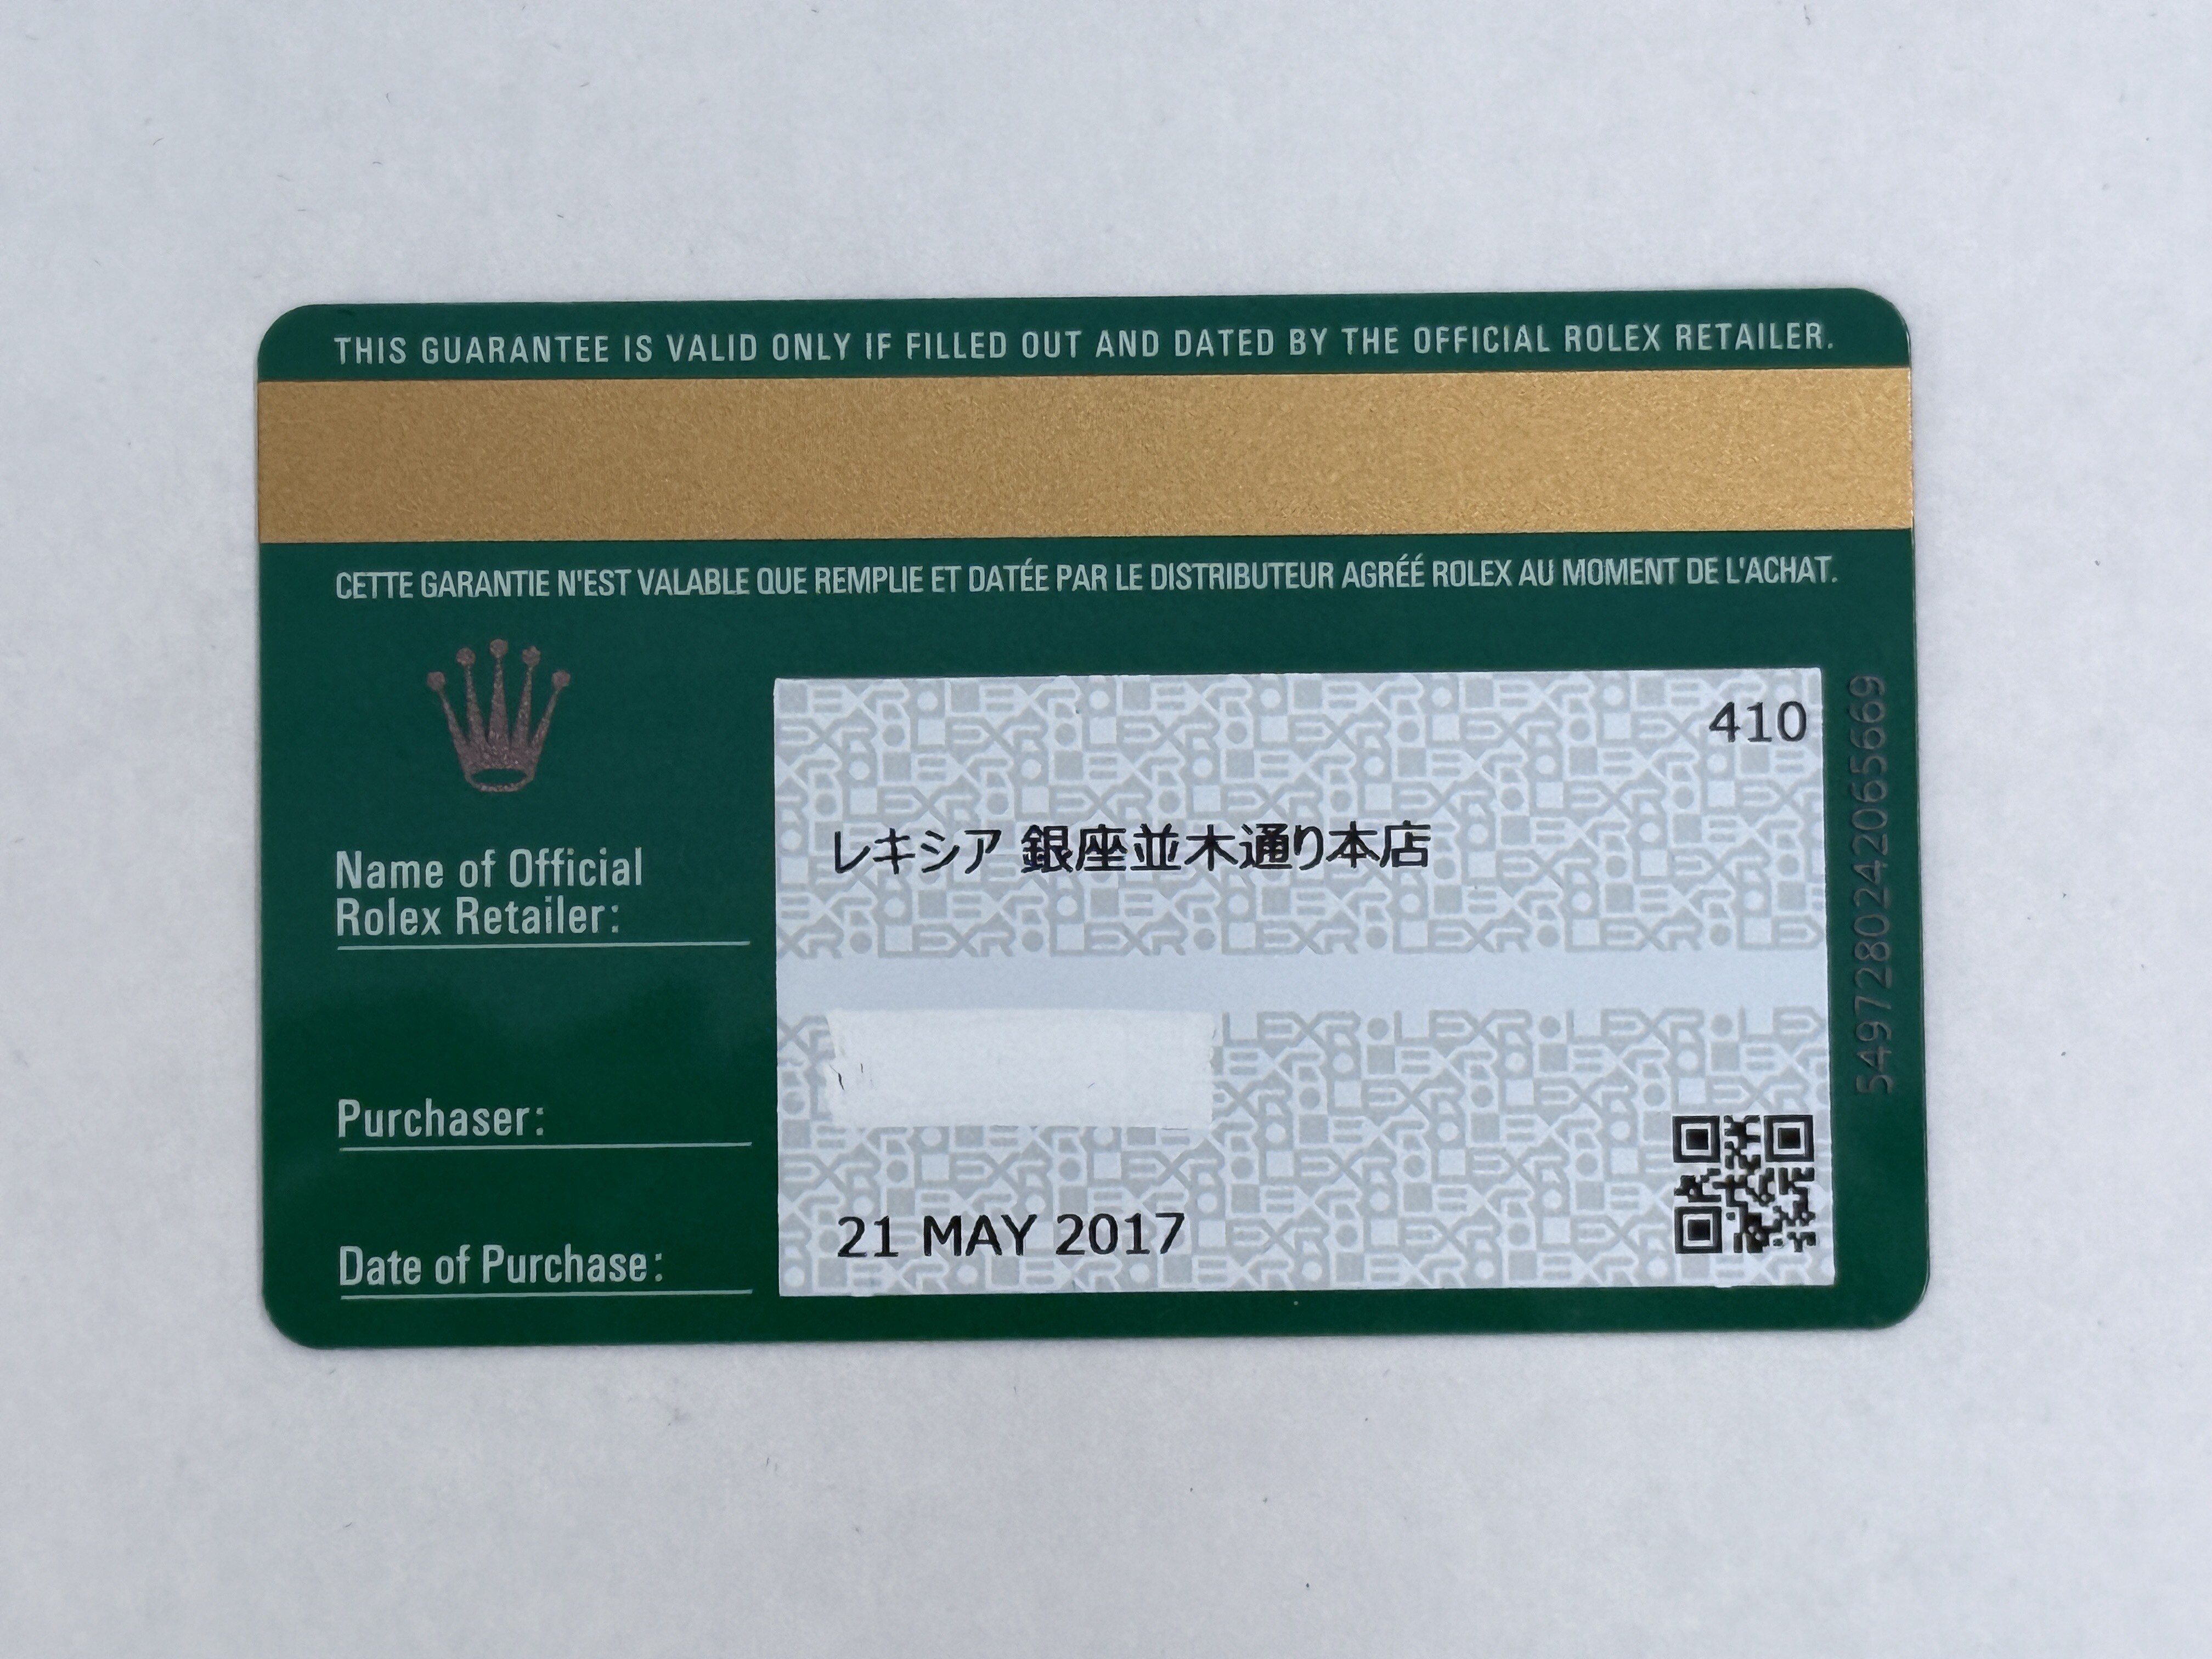 THIS GUARANTEE IS VALID ONLY IF FILLED OUT AND DATED BY THE OFFICIAL ROLEX RETAILER.
CETTE GARANTIE N'EST VALABLE QUE REMPLIE ET DATÉE PAR LE DISTRIBUTEUR AGRÉÉ ROLEX AU MOMENT DE L'ACHAT.
410
Name of Official
Rolex Retailer:
レキシア 銀座並木通り本店
Purchaser:
Date of Purchase:
21 MAY 2017
5497280242065669